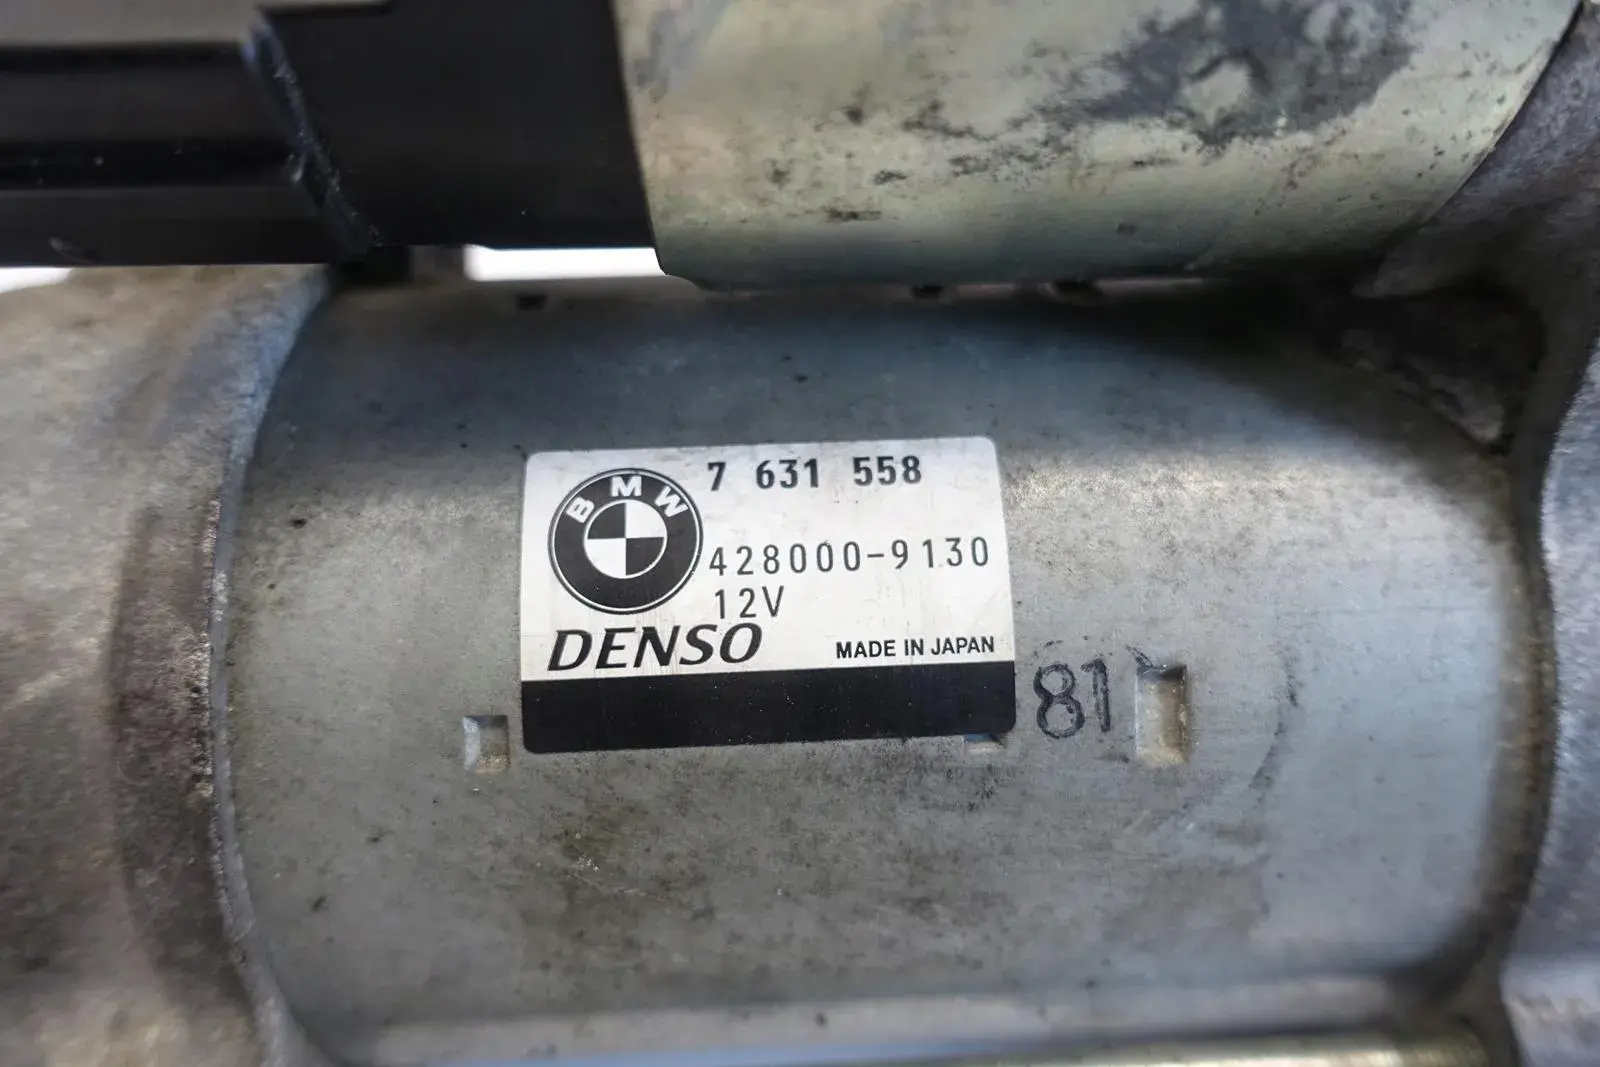 BMW
7 631 558
428000-9130
12V
DENSO
MADE IN JAPAN
81